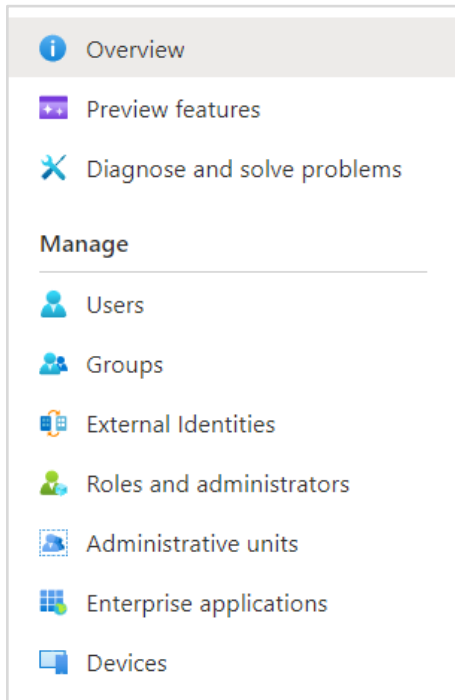 Overview
Preview features
Diagnose and solve problems
Manage
Users
Groups
External Identities
Roles and administrators
Administrative units
Enterprise applications
Devices